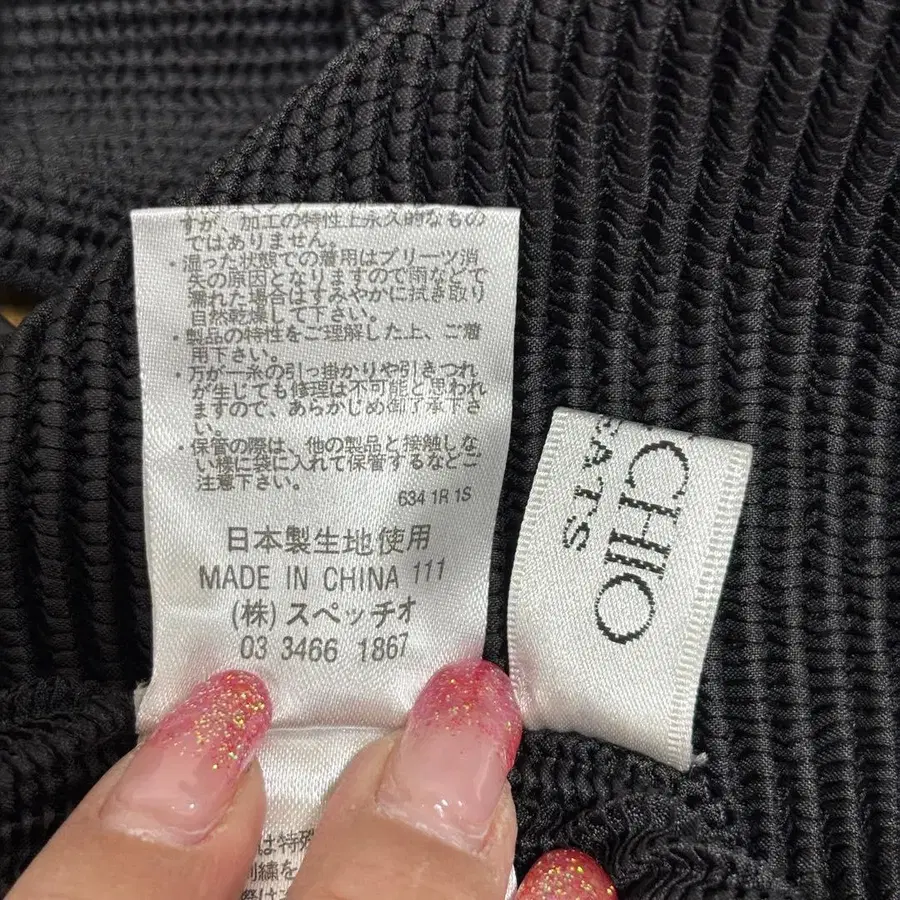 すが、加工の特性上永久的なもの
ではありません。
・湿った状態での着用はプリーツ消
失の原因となりますので雨などで
濡れた場合はすみやかに拭き取り
自然乾燥して下さい。
・製品の特性をご理解した上、ご着
用下さい。
・万が一糸の引っ掛かりや引きつれ
が生じても修理は不可能と思われ
ますので、あらかじめ御了承下さ
い。
・保管の際は、他の製品と接触しな
い様に袋に入れて保管するなどご
注意下さい。
634 1R 1S
日本製生地使用
MADE IN CHINA 111
(株)スペッチオ
03 3466 1867
CCHIO
EATS
は特殊
刺繍を